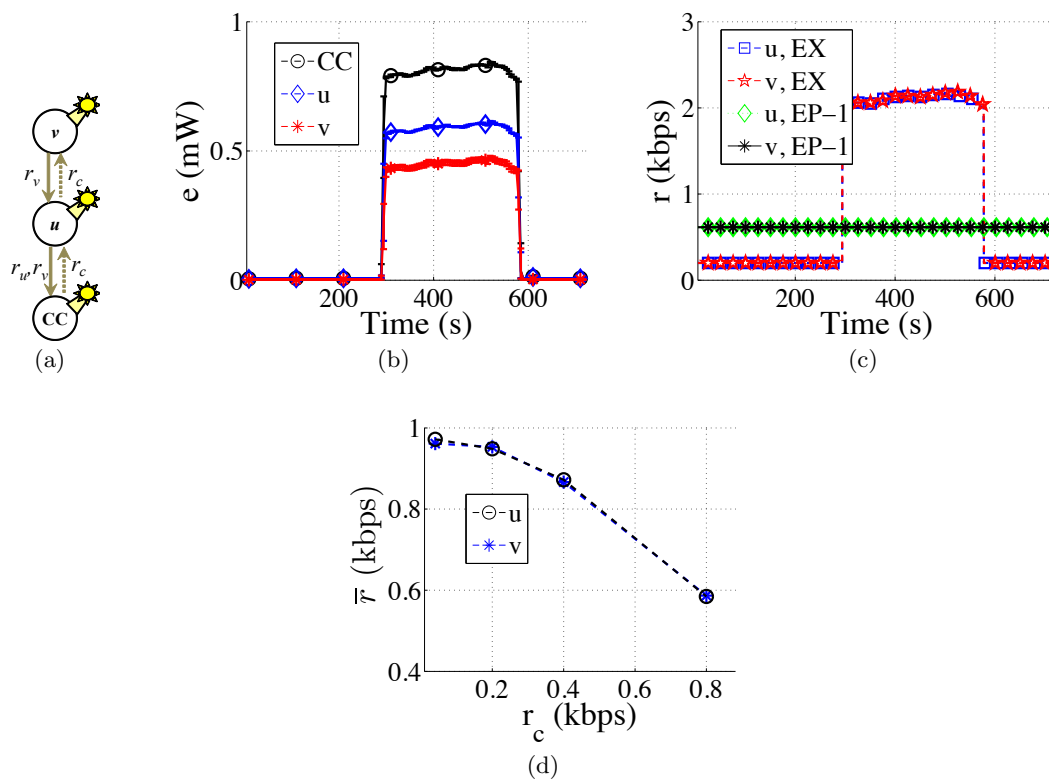 v
r_v r_c
u
r_u, r_v r_c
CC
(a)
1
0.5
0
e (mW)
CC
u
v
200 400 600
Time (s)
(b)
3
2
1
0
r (kbps)
u, EX
v, EX
u, EP−1
v, EP−1
200 400 600
Time (s)
(c)
1
0.8
0.6
0.4
r̅ (kbps)
u
v
0.2 0.4 0.6 0.8
r_c (kbps)
(d)